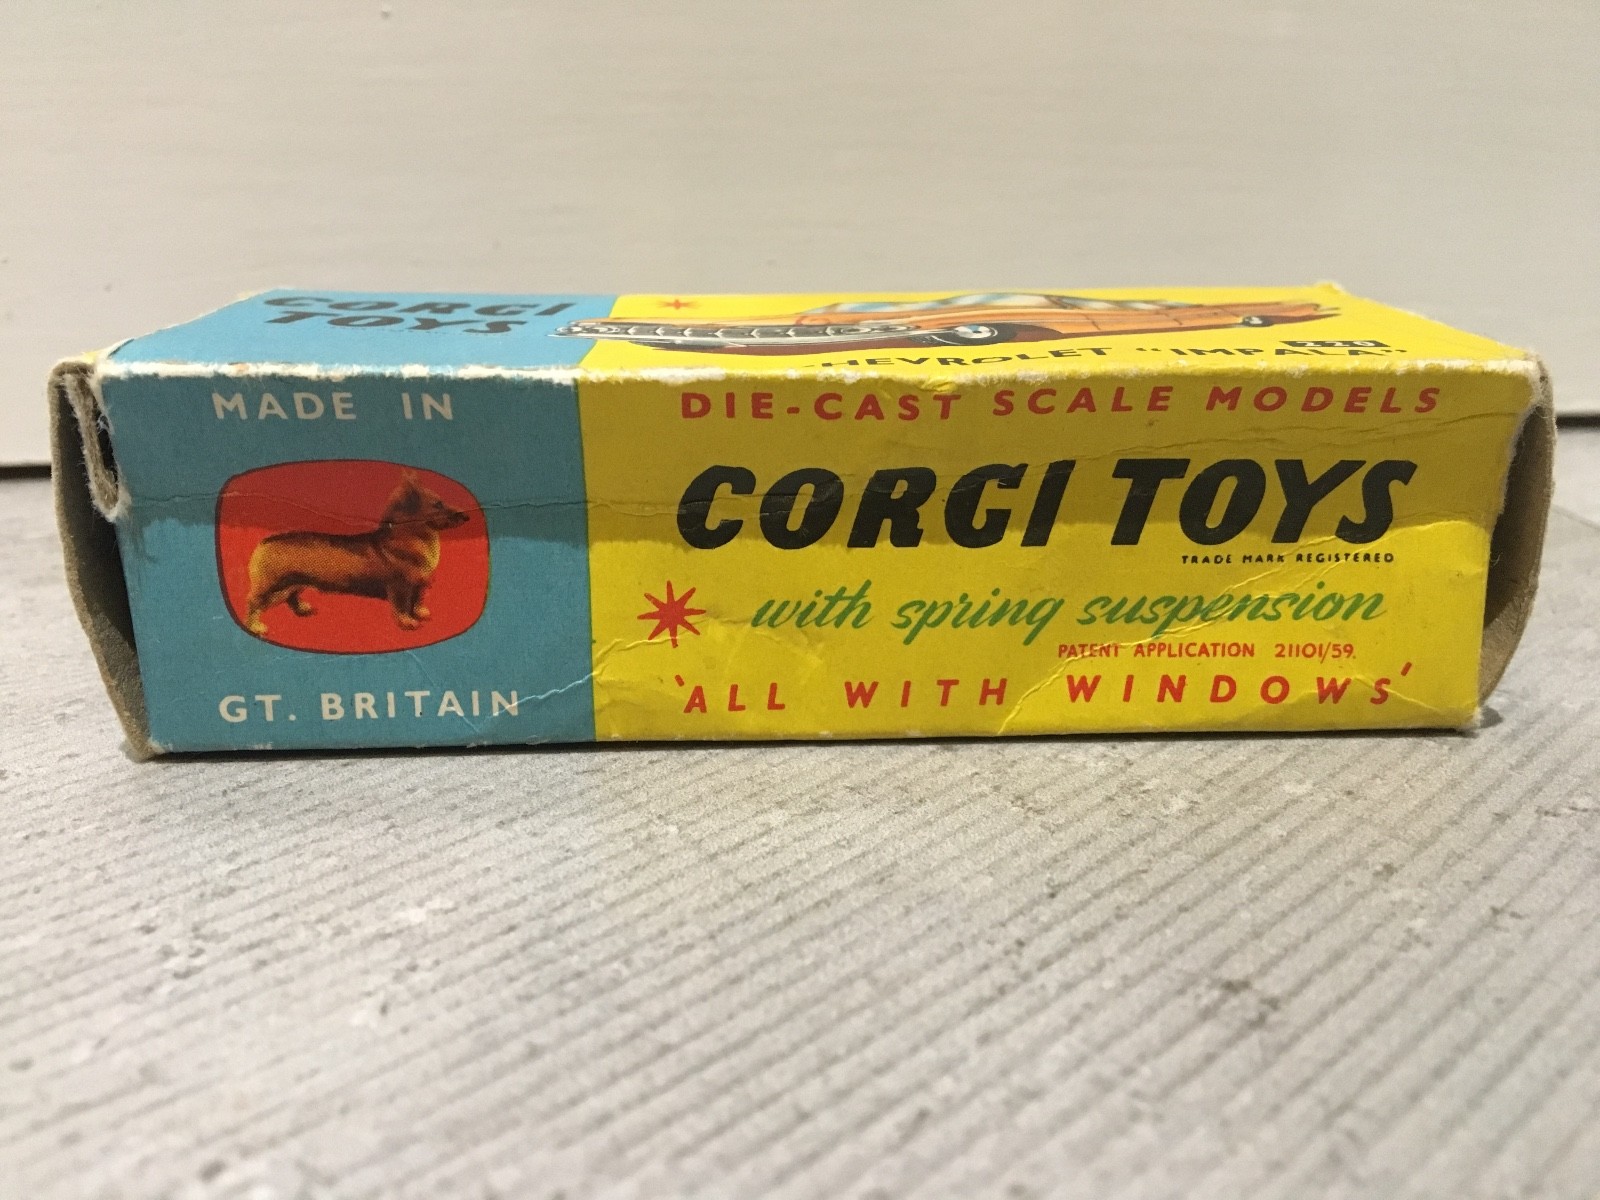 CORGI
TOYS
220
CHEVROLET "IMPALA"
MADE IN
GT. BRITAIN
DIE-CAST SCALE MODELS
CORGI TOYS
TRADE MARK REGISTERED
with spring suspension
PATENT APPLICATION 21101/59.
'ALL WITH WINDOWS'